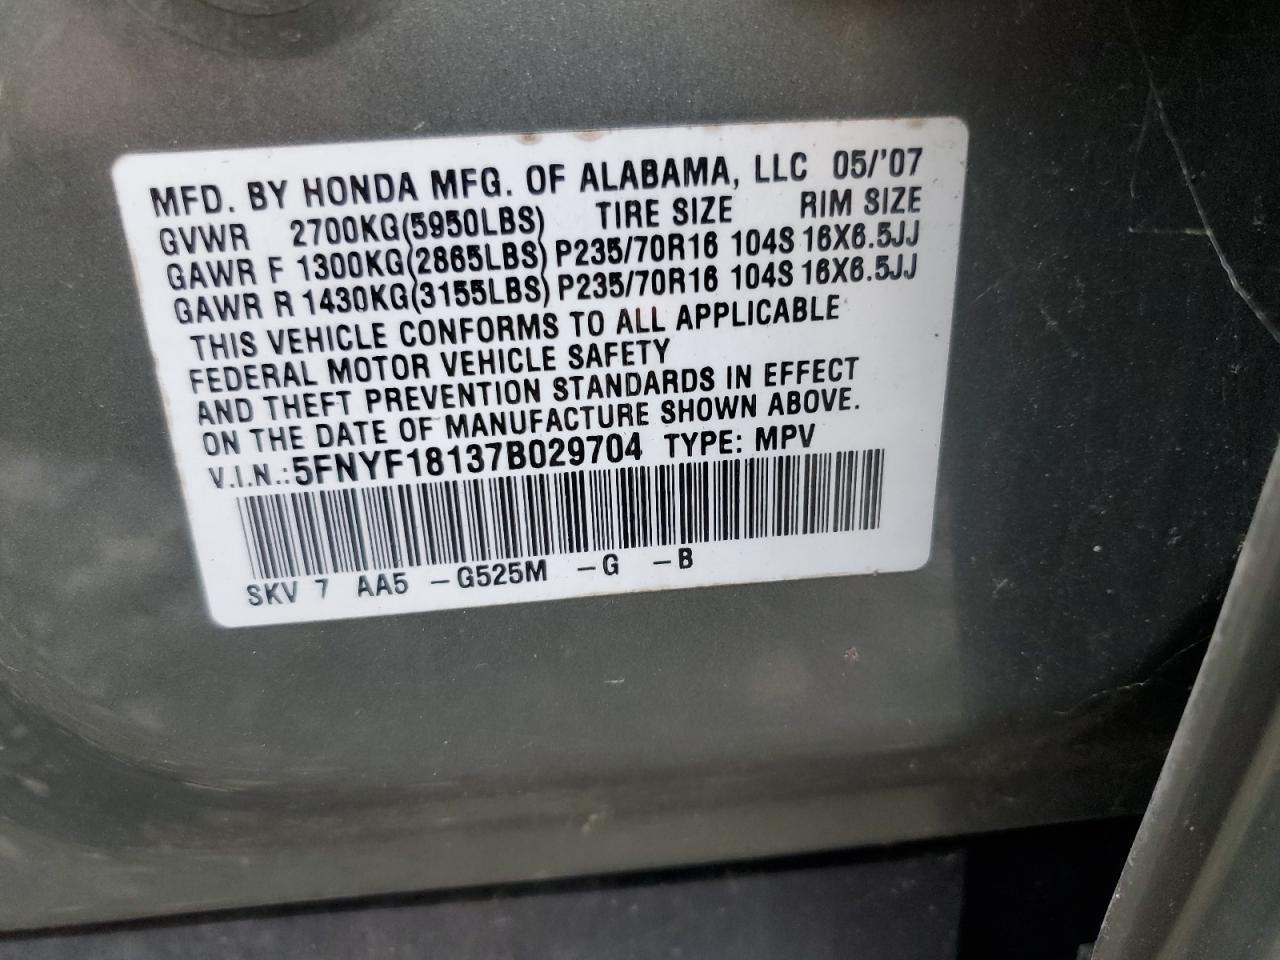 MFD. BY HONDA MFG. OF ALABAMA, LLC 05/'07
GVWR 2700KG(5950LBS) TIRE SIZE RIM SIZE
GAWR F 1300KG(2865LBS) P235/70R16 104S 16X6.5JJ
GAWR R 1430KG(3155LBS) P235/70R16 104S 16X6.5JJ
THIS VEHICLE CONFORMS TO ALL APPLICABLE
FEDERAL MOTOR VEHICLE SAFETY
AND THEFT PREVENTION STANDARDS IN EFFECT
ON THE DATE OF MANUFACTURE SHOWN ABOVE.
V.I.N.: 5FNYF18137B029704 TYPE: MPV
SKV 7 AA5 -G525M -G -B